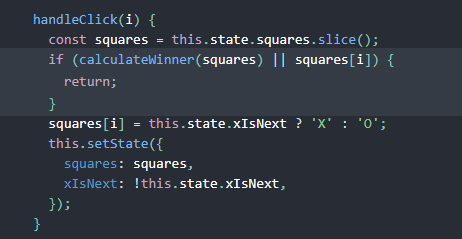 handleClick(i) {
  const squares = this.state.squares.slice();
  if (calculateWinner(squares) || squares[i]) {
    return;
  }
  squares[i] = this.state.xIsNext ? 'X' : 'O';
  this.setState({
    squares: squares,
    xIsNext: !this.state.xIsNext,
  });
}